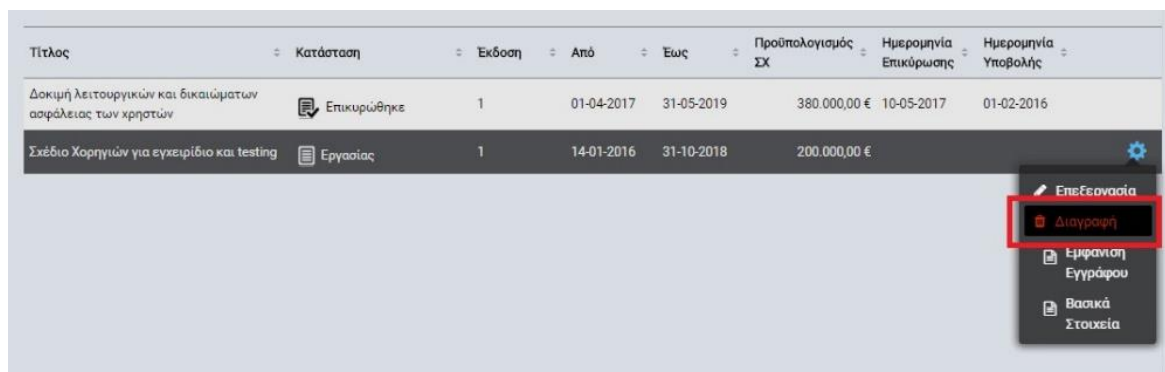 Τίτλος Κατάσταση Έκδοση Από Έως Προϋπολογισμός ΣΧ Ημερομηνία Επικύρωσης Ημερομηνία Υποβολής
Δοκιμή λειτουργικών και δικαιώματων
ασφάλειας των χρηστών
Επικυρώθηκε 1 01-04-2017 31-05-2019 380.000,00 € 10-05-2017 01-02-2016
Σχέδιο Χορηγιών για εγχειρίδιο και testing Εργασίας 1 14-01-2016 31-10-2018 200.000,00 €
Επεξεργασία
Διαγραφή
Εμφάνιση
Εγγράφου
Βασικά
Στοιχεία